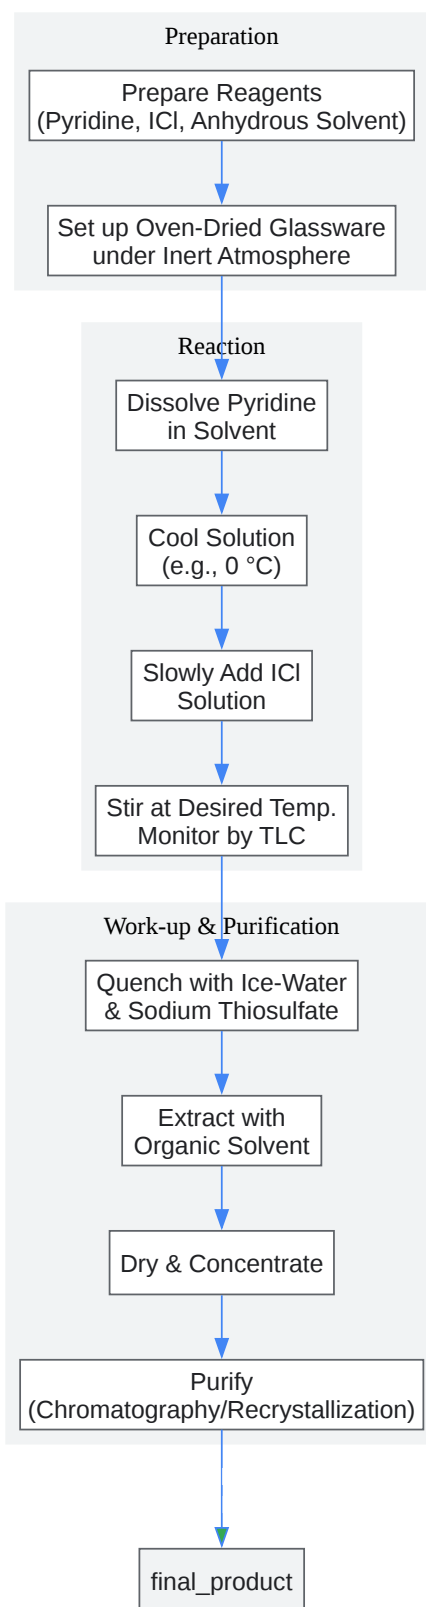 Preparation
Prepare Reagents
(Pyridine, ICl, Anhydrous Solvent)
Set up Oven-Dried Glassware
under Inert Atmosphere
Reaction
Dissolve Pyridine
in Solvent
Cool Solution
(e.g., 0 °C)
Slowly Add ICl
Solution
Stir at Desired Temp.
Monitor by TLC
Work-up & Purification
Quench with Ice-Water
& Sodium Thiosulfate
Extract with
Organic Solvent
Dry & Concentrate
Purify
(Chromatography/Recrystallization)
final_product